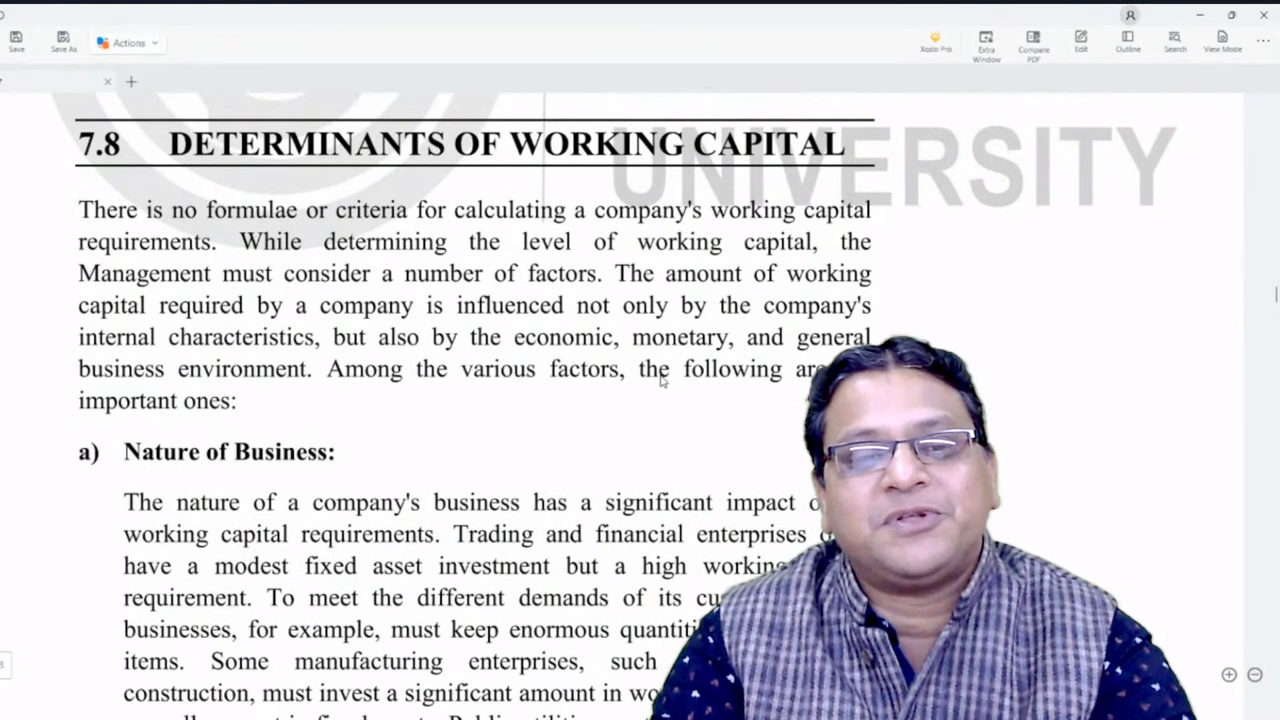 Save
Save As
Actions
Xodo Pro
Extra Window
Compare PDF
Edit
Outline
Search
View Mode
UNIVERSITY
7.8 DETERMINANTS OF WORKING CAPITAL
There is no formulae or criteria for calculating a company's working capital
requirements. While determining the level of working capital, the
Management must consider a number of factors. The amount of working
capital required by a company is influenced not only by the company's
internal characteristics, but also by the economic, monetary, and general
business environment. Among the various factors, the following are
important ones:
a) Nature of Business:
The nature of a company's business has a significant impact
working capital requirements. Trading and financial enterprises
have a modest fixed asset investment but a high working
requirement. To meet the different demands of its
businesses, for example, must keep enormous
items. Some manufacturing enterprises, such
construction, must invest a significant amount in